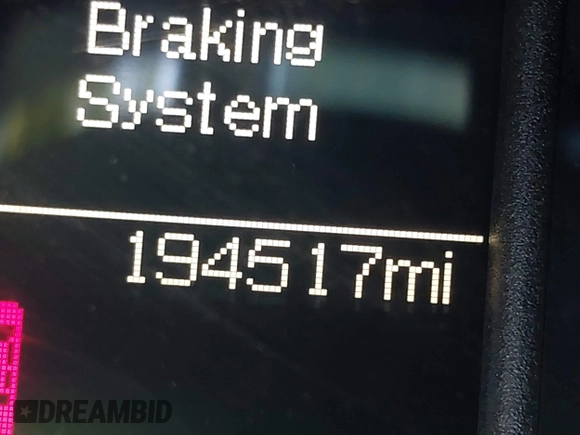 Braking
System
194517mi
DREAMBID